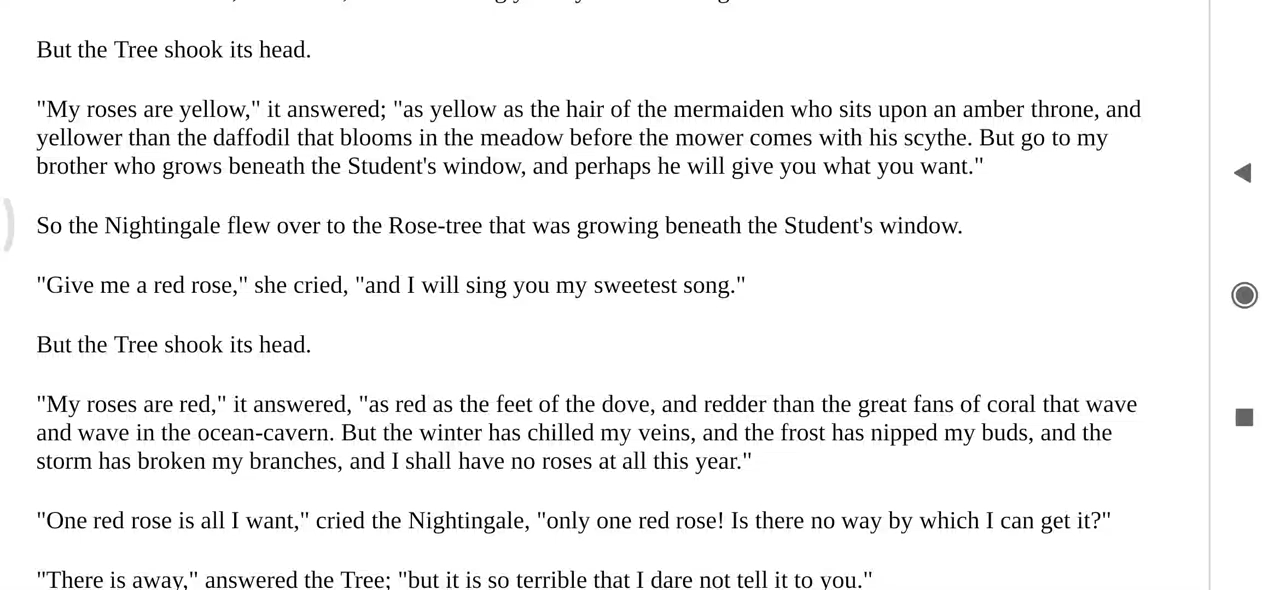 But the Tree shook its head.
"My roses are yellow," it answered; "as yellow as the hair of the mermaiden who sits upon an amber throne, and
yellower than the daffodil that blooms in the meadow before the mower comes with his scythe. But go to my
brother who grows beneath the Student's window, and perhaps he will give you what you want."
So the Nightingale flew over to the Rose-tree that was growing beneath the Student's window.
"Give me a red rose," she cried, "and I will sing you my sweetest song."
But the Tree shook its head.
"My roses are red," it answered, "as red as the feet of the dove, and redder than the great fans of coral that wave
and wave in the ocean-cavern. But the winter has chilled my veins, and the frost has nipped my buds, and the
storm has broken my branches, and I shall have no roses at all this year."
"One red rose is all I want," cried the Nightingale, "only one red rose! Is there no way by which I can get it?"
"There is away," answered the Tree; "but it is so terrible that I dare not tell it to you."